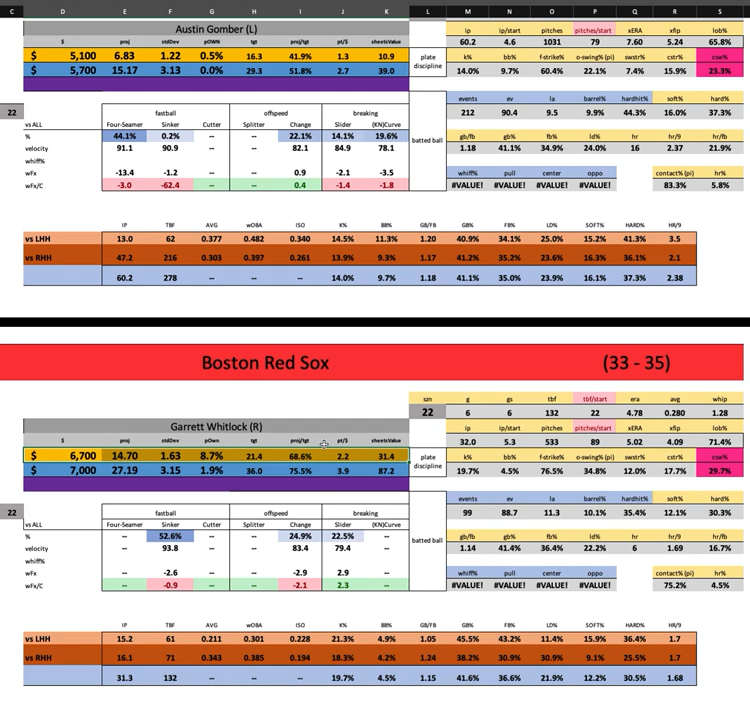 C D E F G H I J K L M N O P Q R S
Austin Gomber (L) ip ip/start pitches pitches/start xERA xfip lob%
60.2 4.6 1031 79 7.60 5.24 65.8%
$ proj stdDev pOWN tgt proj/tgt pt/$ sheetsValue
$ 5,100 6.83 1.22 0.5% 16.3 41.9% 1.3 10.9 plate discipline k% bb% f-strike% o-swing% (pi) swstr% cstr% csw%
$ 5,700 15.17 3.13 0.0% 29.3 51.8% 2.7 39.0 14.0% 9.7% 60.4% 22.1% 7.4% 15.9% 23.3%
events ev la barrel% hardhit% soft% hard%
22 fastball offspeed breaking 212 90.4 9.5 9.9% 44.3% 16.0% 37.3%
vs ALL Four-Seamer Sinker Cutter Splitter Change Slider (KN)Curve
% 44.1% 0.2% -- -- 22.1% 14.1% 19.6% batted ball gb/fb gb% fb% ld% hr hr/9 hr/fb
velocity 91.1 90.9 82.1 84.9 78.1 1.18 41.1% 34.9% 24.0% 16 2.37 21.9%
whiff%
wFx -13.4 -1.2 0.9 -2.1 -3.5 whiff% pull center oppo contact% (pi) hr%
wFx/C -3.0 -62.4 -- -- 0.4 -1.4 -1.8 #VALUE! #VALUE! #VALUE! #VALUE! 83.3% 5.8%
IP TBF AVG wOBA ISO K% BB% GB/FB GB% FB% LD% SOFT% HARD% HR/9
vs LHH 13.0 62 0.377 0.482 0.340 14.5% 11.3% 1.20 40.9% 34.1% 25.0% 15.2% 41.3% 3.5
vs RHH 47.2 216 0.303 0.397 0.261 13.9% 9.3% 1.17 41.2% 35.2% 23.6% 16.3% 36.1% 2.1
60.2 278 -- -- -- 14.0% 9.7% 1.18 41.1% 35.0% 23.9% 16.1% 37.3% 2.38
Boston Red Sox (33 - 35)
szn g gs tbf tbf/start era avg whip
22 6 6 132 22 4.78 0.280 1.28
Garrett Whitlock (R) ip ip/start pitches pitches/start xERA xfip lob%
$ proj stdDev pOwn tgt proj/tgt pt/$ sheetsValue 32.0 5.3 533 89 5.02 4.09 71.4%
$ 6,700 14.70 1.63 8.7% 21.4 68.6% 2.2 31.4 plate discipline k% bb% f-strike% o-swing% (pi) swstr% cstr% csw%
$ 7,000 27.19 3.15 1.9% 36.0 75.5% 3.9 87.2 19.7% 4.5% 76.5% 34.8% 12.0% 17.7% 29.7%
events ev la barrel% hardhit% soft% hard%
22 fastball offspeed breaking 99 88.7 11.3 10.1% 35.4% 12.1% 30.3%
vs ALL Four-Seamer Sinker Cutter Splitter Change Slider (KN)Curve
% -- 52.6% -- -- 24.9% 22.5% -- batted ball gb/fb gb% fb% ld% hr hr/9 hr/fb
velocity 93.8 83.4 79.4 1.14 41.4% 36.4% 22.2% 6 1.69 16.7%
whiff%
wFx -2.6 -2.9 2.9 whiff% pull center oppo contact% (pi) hr%
wFx/C -- -0.9 -- -- -2.1 2.3 -- #VALUE! #VALUE! #VALUE! #VALUE! 75.2% 4.5%
IP TBF AVG wOBA ISO K% BB% GB/FB GB% FB% LD% SOFT% HARD% HR/9
vs LHH 15.2 61 0.211 0.301 0.228 21.3% 4.9% 1.05 45.5% 43.2% 11.4% 15.9% 36.4% 1.7
vs RHH 16.1 71 0.343 0.385 0.194 18.3% 4.2% 1.24 38.2% 30.9% 30.9% 9.1% 25.5% 1.7
31.3 132 -- -- -- 19.7% 4.5% 1.15 41.6% 36.6% 21.9% 12.2% 30.5% 1.68